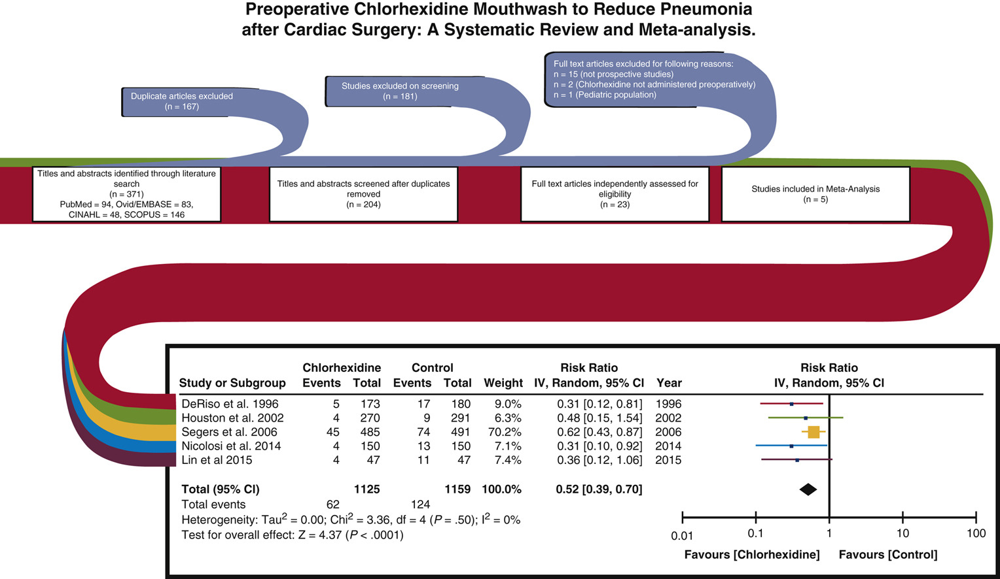 Preoperative Chlorhexidine Mouthwash to Reduce Pneumonia
after Cardiac Surgery: A Systematic Review and Meta-analysis.
Duplicate articles excluded
(n = 167)
Studies excluded on screening
(n = 181)
Full text articles excluded for following reasons:
n = 15 (not prospective studies)
n = 2 (Chlorhexidine not administered preoperatively)
n = 1 (Pediatric population)
Titles and abstracts identified through literature
search
(n = 371)
PubMed = 94, Ovid/EMBASE = 83,
CINAHL = 48, SCOPUS = 146
Titles and abstracts screened after duplicates
removed
(n = 204)
Full text articles independently assessed for
eligibility
(n = 23)
Studies included in Meta-Analysis
(n = 5)
Chlorhexidine Control Risk Ratio Risk Ratio
Study or Subgroup Events Total Events Total Weight IV, Random, 95% CI Year IV, Random, 95% CI
DeRiso et al. 1996 5 173 17 180 9.0% 0.31 [0.12, 0.81] 1996
Houston et al. 2002 4 270 9 291 6.3% 0.48 [0.15, 1.54] 2002
Segers et al. 2006 45 485 74 491 70.2% 0.62 [0.43, 0.87] 2006
Nicolosi et al. 2014 4 150 13 150 7.1% 0.31 [0.10, 0.92] 2014
Lin et al 2015 4 47 11 47 7.4% 0.36 [0.12, 1.06] 2015
Total (95% CI) 1125 1159 100.0% 0.52 [0.39, 0.70]
Total events 62 124
Heterogeneity: Tau² = 0.00; Chi² = 3.36, df = 4 (P = .50); I² = 0%
Test for overall effect: Z = 4.37 (P < .0001)
0.01 0.1 1 10 100
Favours [Chlorhexidine] Favours [Control]